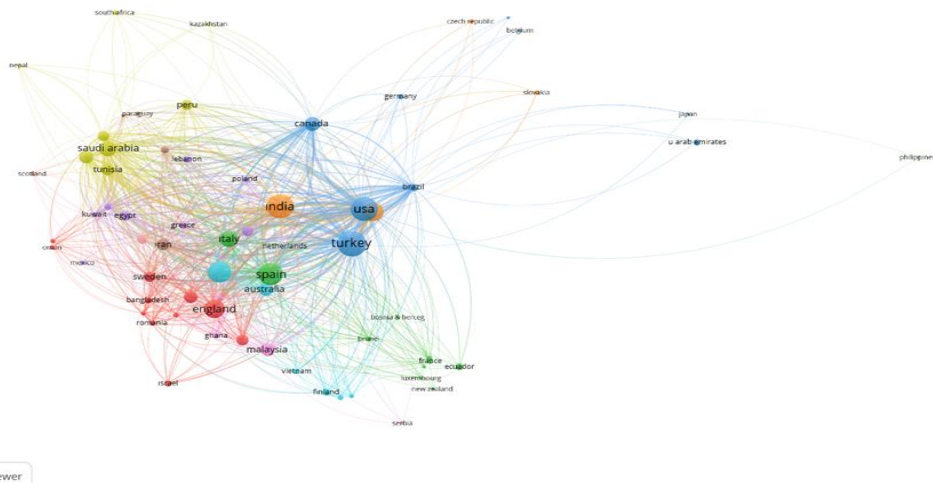 south africa
kazakhstan
czech republic
belgium
nepal
germany
slovakia
peru
paraguay
canada
japan
u arab emirates
saudi arabia
philippines
lebanon
tunisia
scotland
poland
brazil
india
usa
kuwait
egypt
greece
italy
turkey
iran
netherlands
mexico
sweden
spain
australia
bangladesh
england
romania
bosnia & herceg
ghana
malaysia
france
ecuador
vietnam
luxembourg
new zealand
israel
finland
serbia
ewer